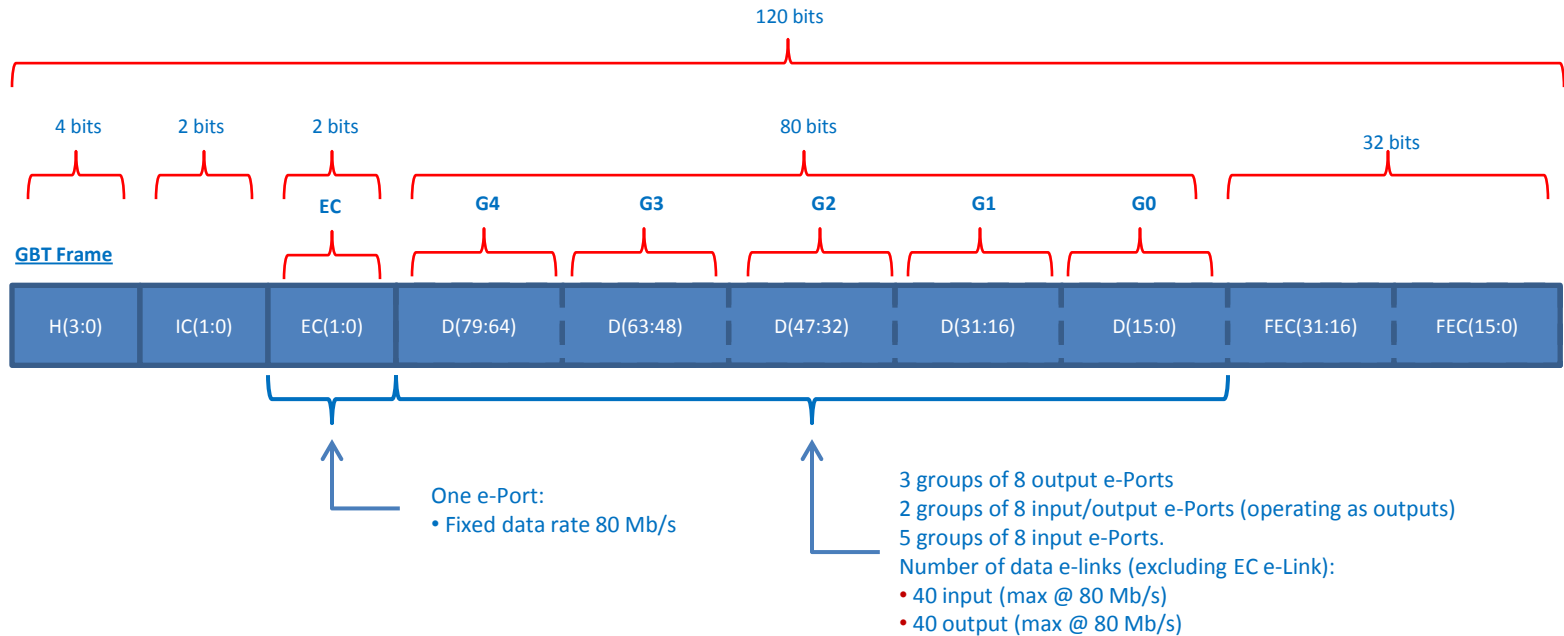 120 bits
4 bits 2 bits 2 bits 80 bits 32 bits
EC G4 G3 G2 G1 G0
GBT Frame
H(3:0) IC(1:0) EC(1:0) D(79:64) D(63:48) D(47:32) D(31:16) D(15:0) FEC(31:16) FEC(15:0)
One e-Port:
• Fixed data rate 80 Mb/s
3 groups of 8 output e-Ports
2 groups of 8 input/output e-Ports (operating as outputs)
5 groups of 8 input e-Ports.
Number of data e-links (excluding EC e-Link):
• 40 input (max @ 80 Mb/s)
• 40 output (max @ 80 Mb/s)